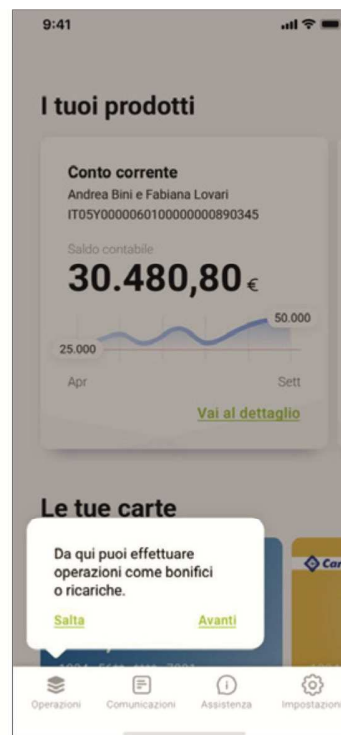 9:41
I tuoi prodotti
Conto corrente
Andrea Bini e Fabiana Lovari
IT05Y0000060100000000890345
Saldo contabile
30.480,80 €
50.000
25.000
Apr Sett
Vai al dettaglio
Le tue carte
Da qui puoi effettuare
operazioni come bonifici
o ricariche.
Salta Avanti
Car
Operazioni Comunicazioni Assistenza Impostazioni